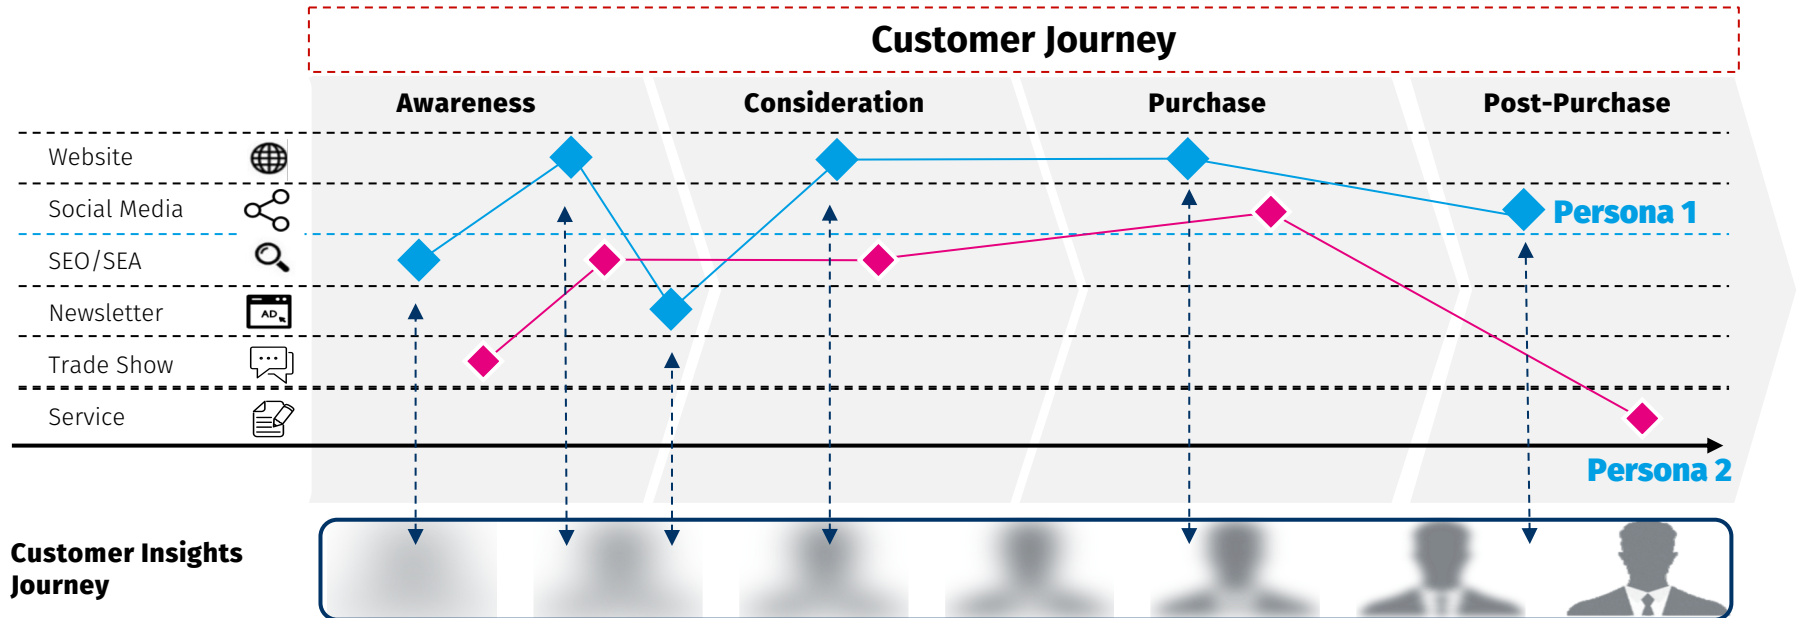 Customer Journey
Awareness
Consideration
Purchase
Post-Purchase
Website
Social Media
Persona 1
SEO/SEA
Newsletter
AD
Trade Show
Service
Persona 2
Customer Insights
Journey